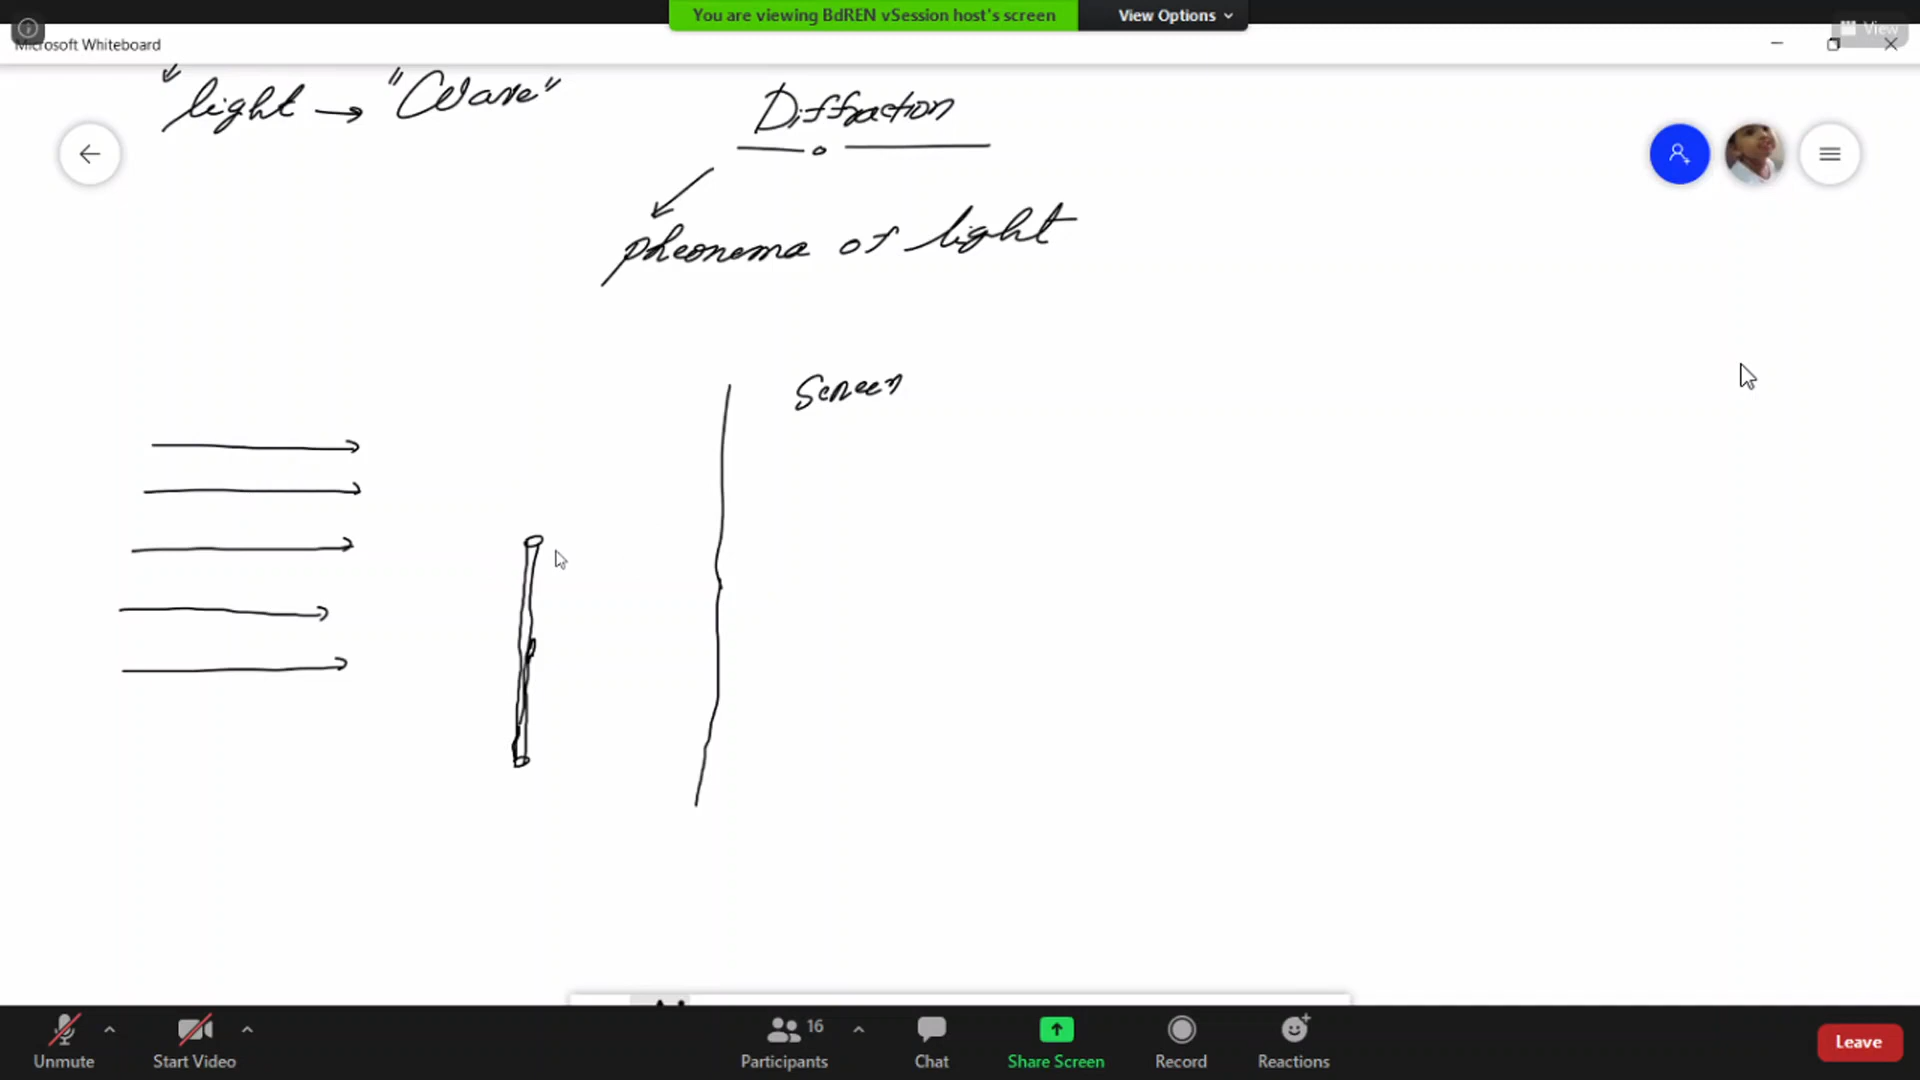 You are viewing BdREN vSession host's screen
View Options
View
Microsoft Whiteboard
light → "Wave"
Diffraction
pheonema of light
Screen
16
Unmute
Start Video
Participants
Chat
Share Screen
Record
Reactions
Leave